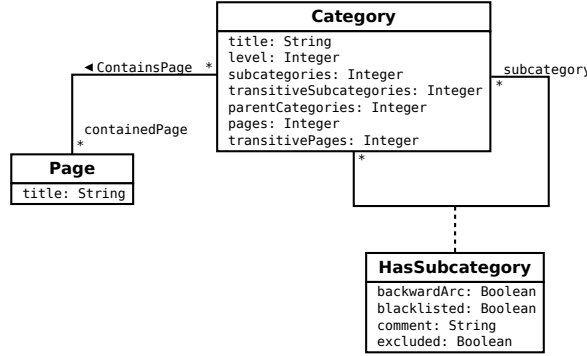 Category
title: String
level: Integer
subcategories: Integer
transitiveSubcategories: Integer
parentCategories: Integer
pages: Integer
transitivePages: Integer
◄ ContainsPage *
subcategory
*
containedPage
*
*
Page
title: String
HasSubcategory
backwardArc: Boolean
blacklisted: Boolean
comment: String
excluded: Boolean